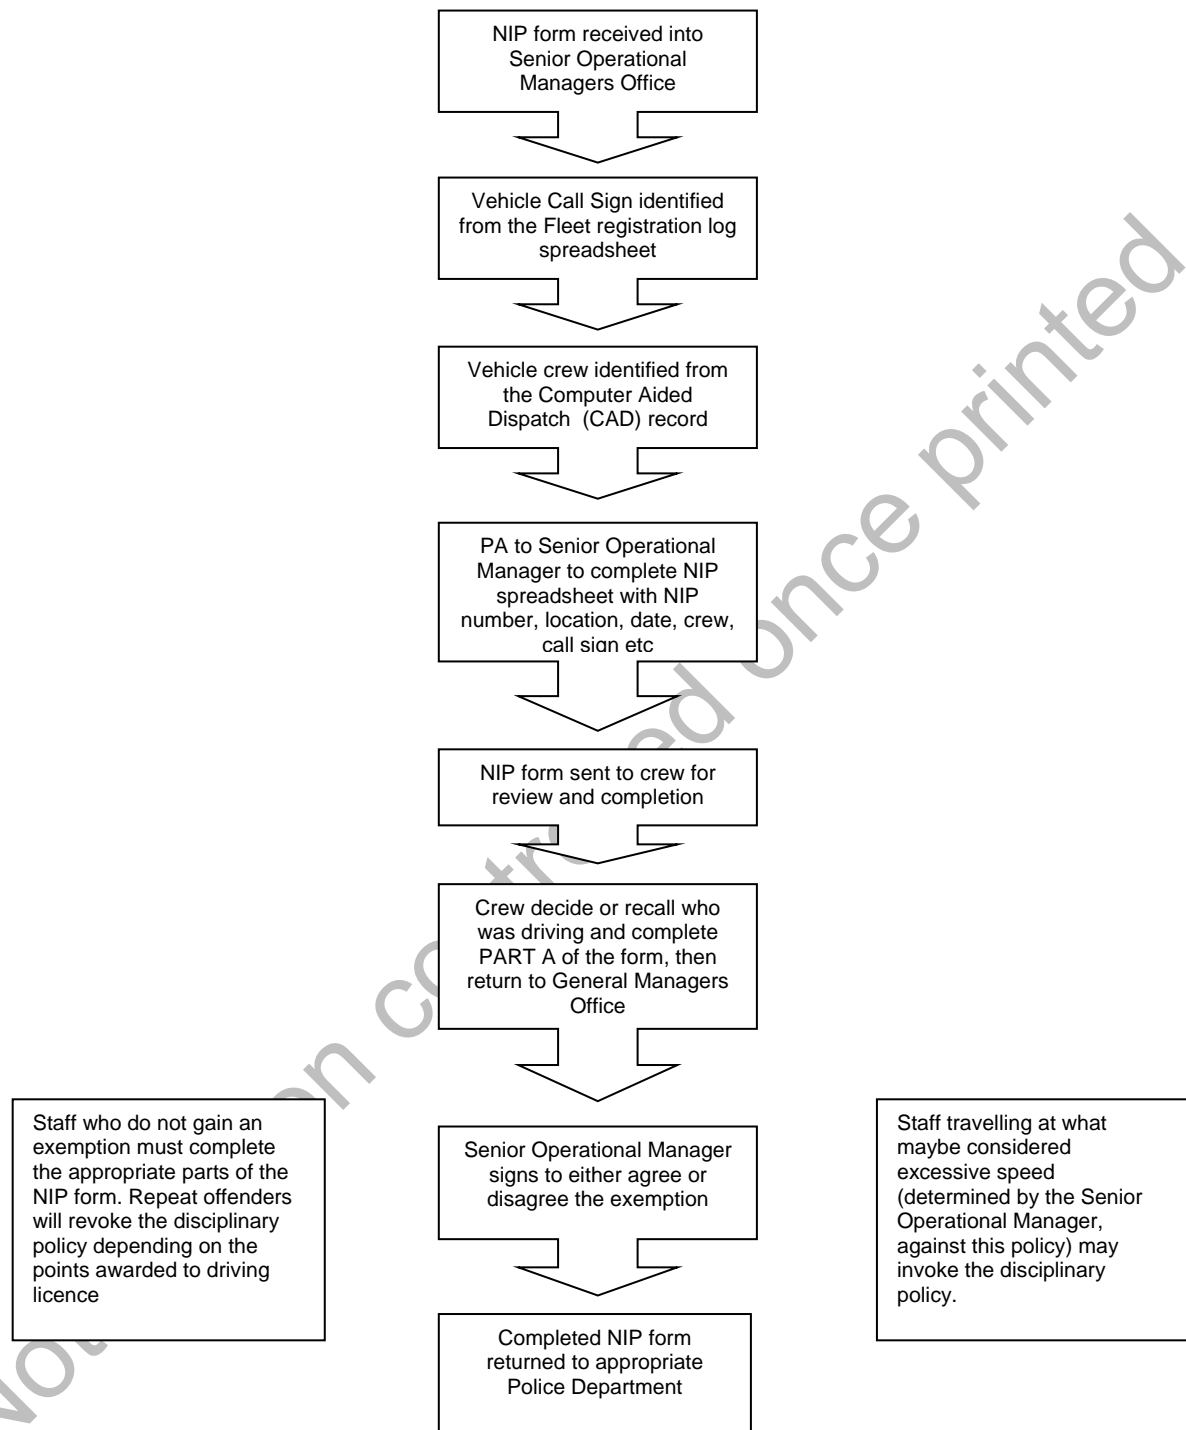 NIP form received into
Senior Operational
Managers Office
Vehicle Call Sign identified
from the Fleet registration log
spreadsheet
Vehicle crew identified from
the Computer Aided
Dispatch (CAD) record
PA to Senior Operational
Manager to complete NIP
spreadsheet with NIP
number, location, date, crew,
call sign etc
NIP form sent to crew for
review and completion
Crew decide or recall who
was driving and complete
PART A of the form, then
return to General Managers
Office
Staff who do not gain an
exemption must complete
the appropriate parts of the
NIP form. Repeat offenders
will revoke the disciplinary
policy depending on the
points awarded to driving
licence
Senior Operational Manager
signs to either agree or
disagree the exemption
Staff travelling at what
maybe considered
excessive speed
(determined by the Senior
Operational Manager,
against this policy) may
invoke the disciplinary
policy.
Completed NIP form
returned to appropriate
Police Department
Not once printed